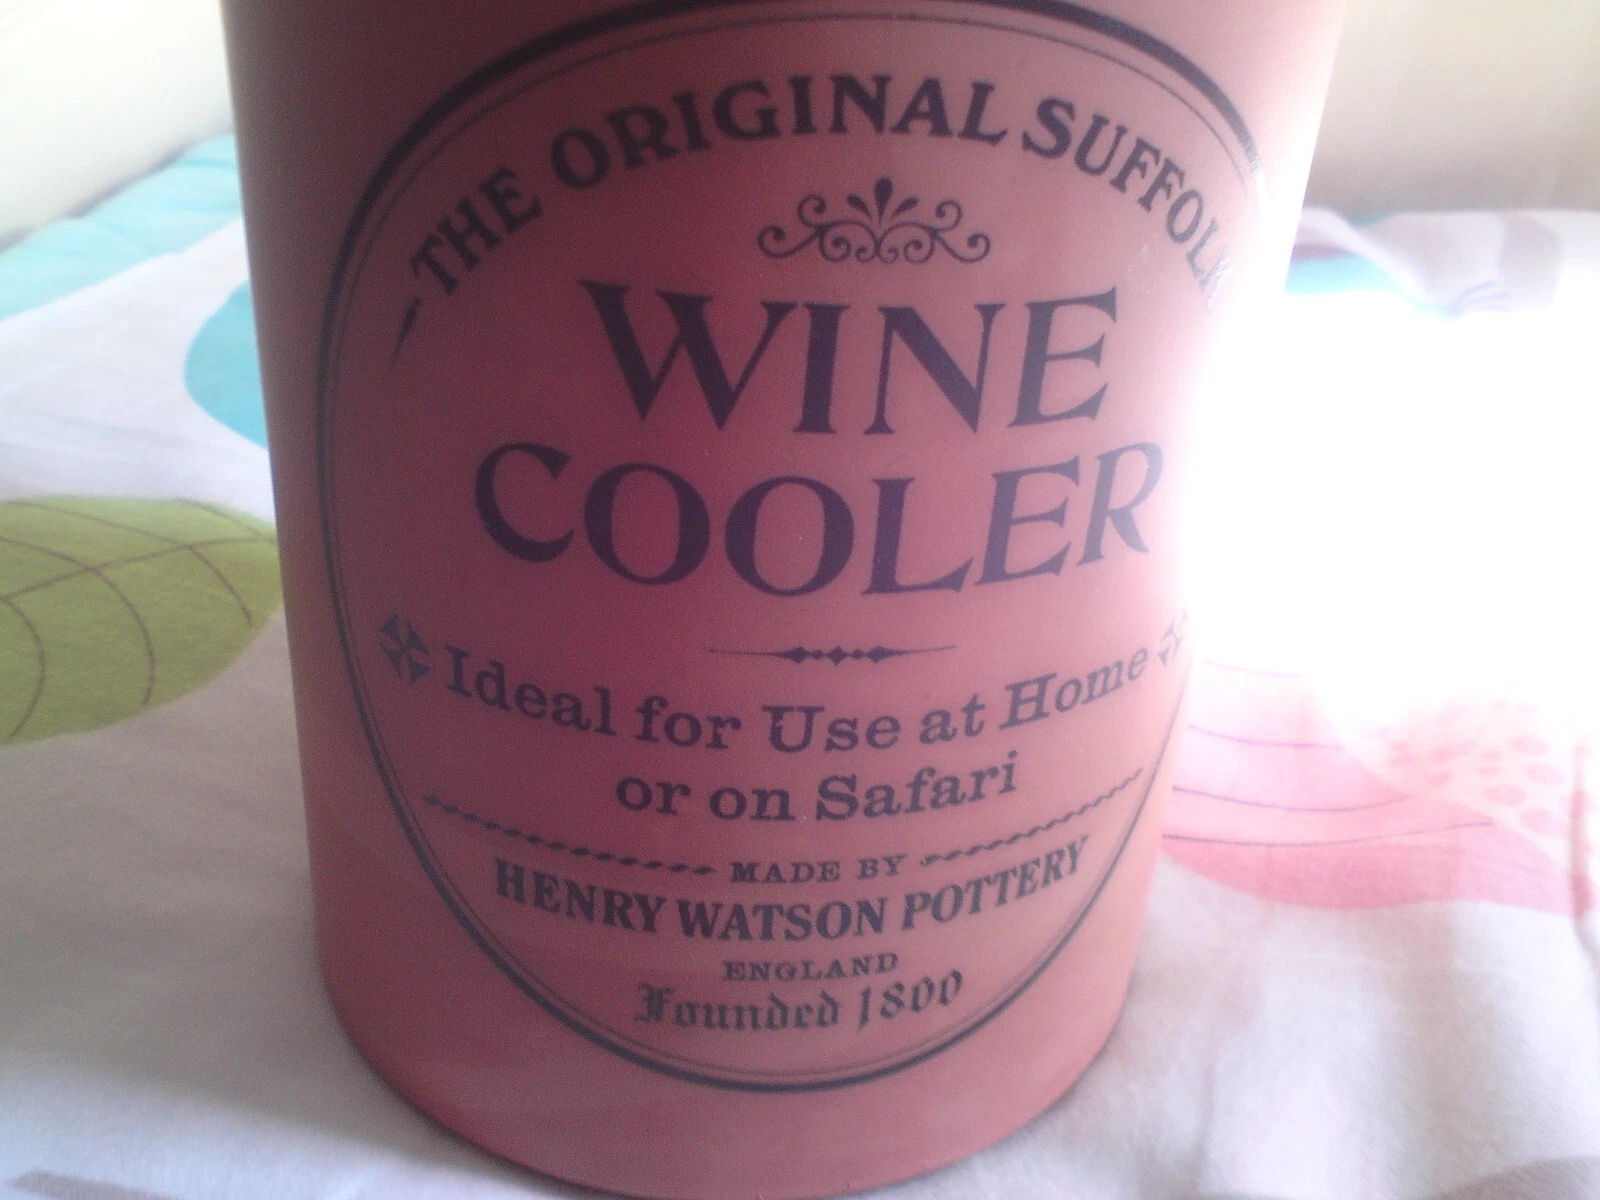 THE ORIGINAL SUFFOLK
WINE
COOLER
Ideal for Use at Home
or on Safari
MADE BY
HENRY WATSON POTTERY
ENGLAND
Founded 1800